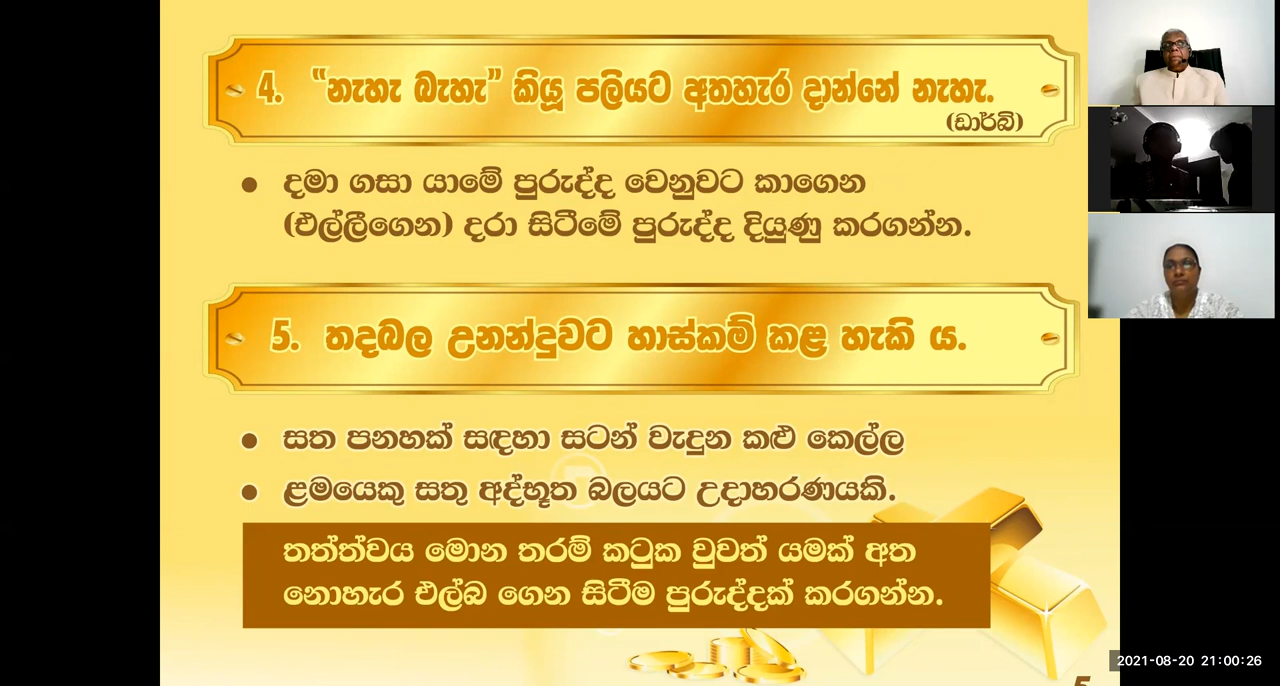 4. “නැහැ බැහැ” කියූ පලියට අතහැර දාන්නේ නැහැ.
(ඩාර්බි)
● දමා ගසා යාමේ පුරුද්ද වෙනුවට කාගෙන
(එල්ලීගෙන) දරා සිටීමේ පුරුද්ද දියුණු කරගන්න.
5. තදබල උනන්දුවට හාස්කම් කළ හැකි ය.
● සත පනහක් සඳහා සටන් වැදුන කළු කෙල්ල
● ළමයෙකු සතු අද්භූත බලයට උදාහරණයකි.
තත්ත්වය මොන තරම් කටුක වුවත් යමක් අත
නොහැර එල්බ ගෙන සිටීම පුරුද්දක් කරගන්න.
2021-08-20 21:00:26
5